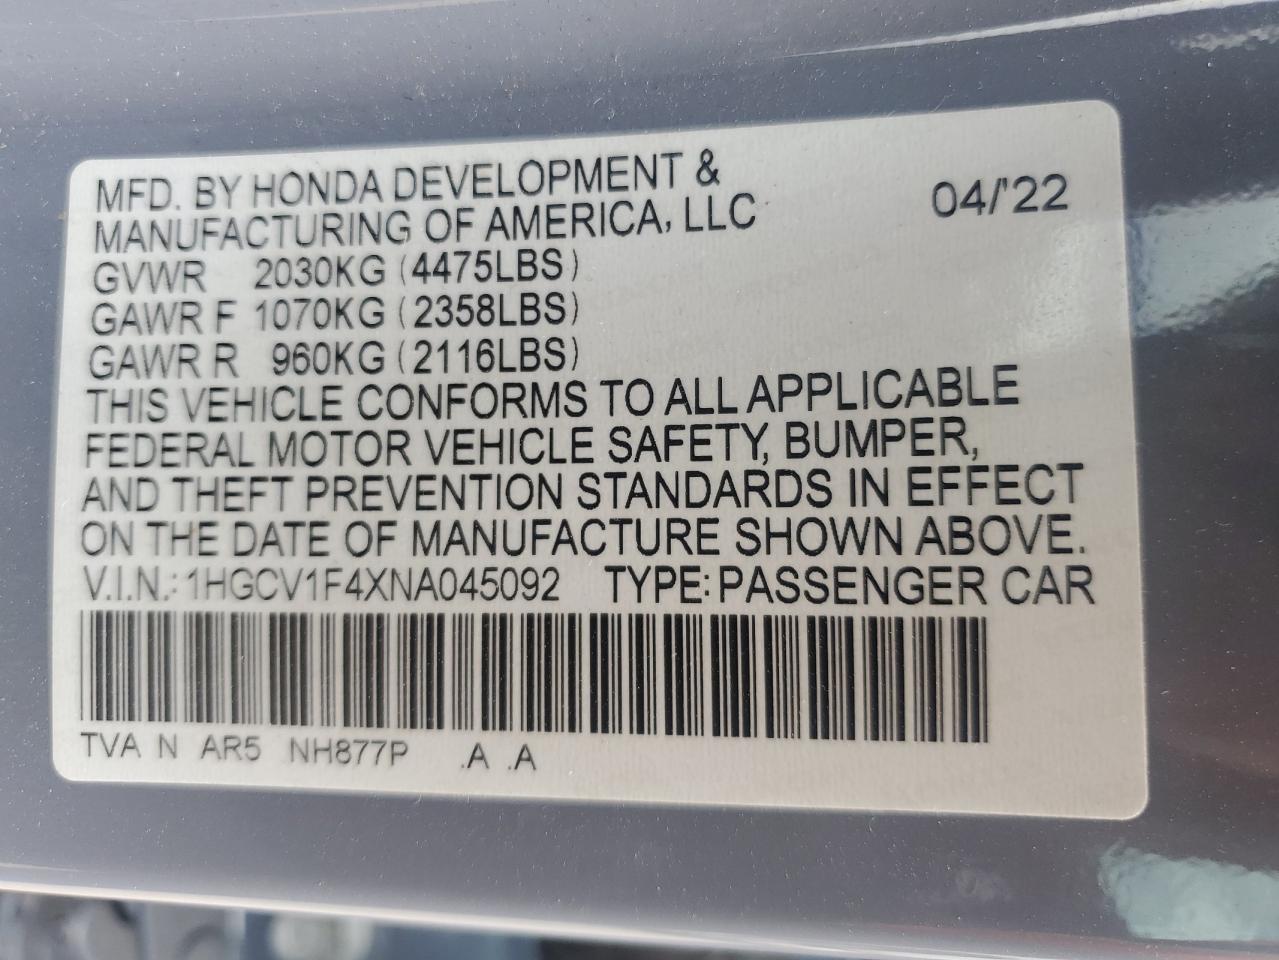 MFD. BY HONDA DEVELOPMENT &
MANUFACTURING OF AMERICA, LLC 04/'22
GVWR 2030KG (4475LBS)
GAWR F 1070KG (2358LBS)
GAWR R 960KG (2116LBS)
THIS VEHICLE CONFORMS TO ALL APPLICABLE
FEDERAL MOTOR VEHICLE SAFETY, BUMPER,
AND THEFT PREVENTION STANDARDS IN EFFECT
ON THE DATE OF MANUFACTURE SHOWN ABOVE.
V.I.N.: 1HGCV1F4XNA045092 TYPE: PASSENGER CAR
TVA N AR5 NH877P .A .A